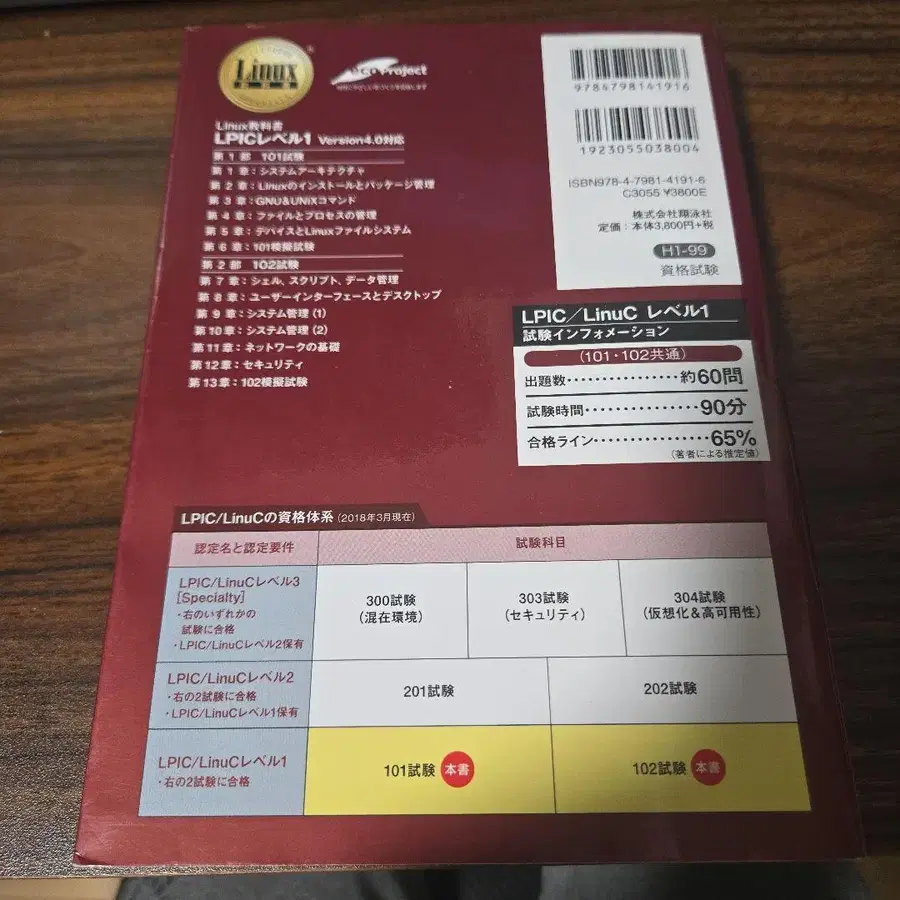 Linux
eco Project
Linux教科書
LPICレベル1 Version4.0対応
第1部 101試験
第1章：システムアーキテクチャ
第2章：Linuxのインストールとパッケージ管理
第3章：GNU&UNIXコマンド
第4章：ファイルとプロセスの管理
第5章：デバイスとLinuxファイルシステム
第6章：101模擬試験
第2部 102試験
第7章：シェル、スクリプト、データ管理
第8章：ユーザーインターフェースとデスクトップ
第9章：システム管理（1）
第10章：システム管理（2）
第11章：ネットワークの基礎
第12章：セキュリティ
第13章：102模擬試験
9784798141916
1923055038004
ISBN978-4-7981-4191-6
C3055 ¥3800E
株式会社翔泳社
定価：本体3,800円+税
H1-99
資格試験
LPIC／LinuC レベル1
試験インフォメーション
（101・102共通）
出題数················約60問
試験時間················90分
合格ライン················65%
（著者による推定値）
LPIC/LinuCの資格体系（2018年3月現在）
認定名と認定要件 試験科目
LPIC/LinuCレベル3
[Specialty]
・右のいずれかの
試験に合格
・LPIC/LinuCレベル2保有
300試験
（混在環境）
303試験
（セキュリティ）
304試験
（仮想化＆高可用性）
LPIC/LinuCレベル2
・右の2試験に合格
・LPIC/LinuCレベル1保有
201試験
202試験
LPIC/LinuCレベル1
・右の2試験に合格
101試験 本書
102試験 本書